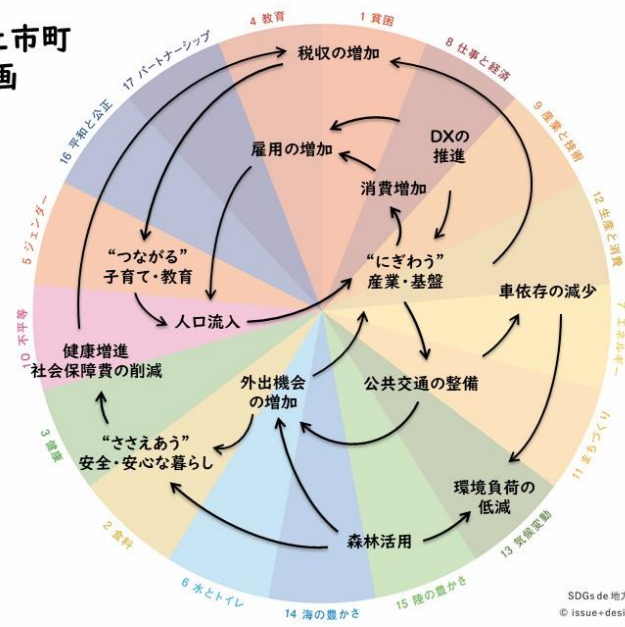 上市町
画
4 教育
1 貧困
8 仕事と経済
9 産業と技術
12 生産と消費
7 エネルギー
11 まちづくり
13 気候変動
15 陸の豊かさ
14 海の豊かさ
6 水とトイレ
2 食料
3 健康
10 不平等
5 ジェンダー
16 平和と公正
17 パートナーシップ
税収の増加
雇用の増加
DXの
推進
消費増加
“つながる”
子育て・教育
“にぎわう”
産業・基盤
車依存の減少
人口流入
健康増進
社会保障費の削減
外出機会
の増加
公共交通の整備
“ささえあう”
安全・安心な暮らし
環境負荷の
低減
森林活用
SDGs de 地方
© issue+desi